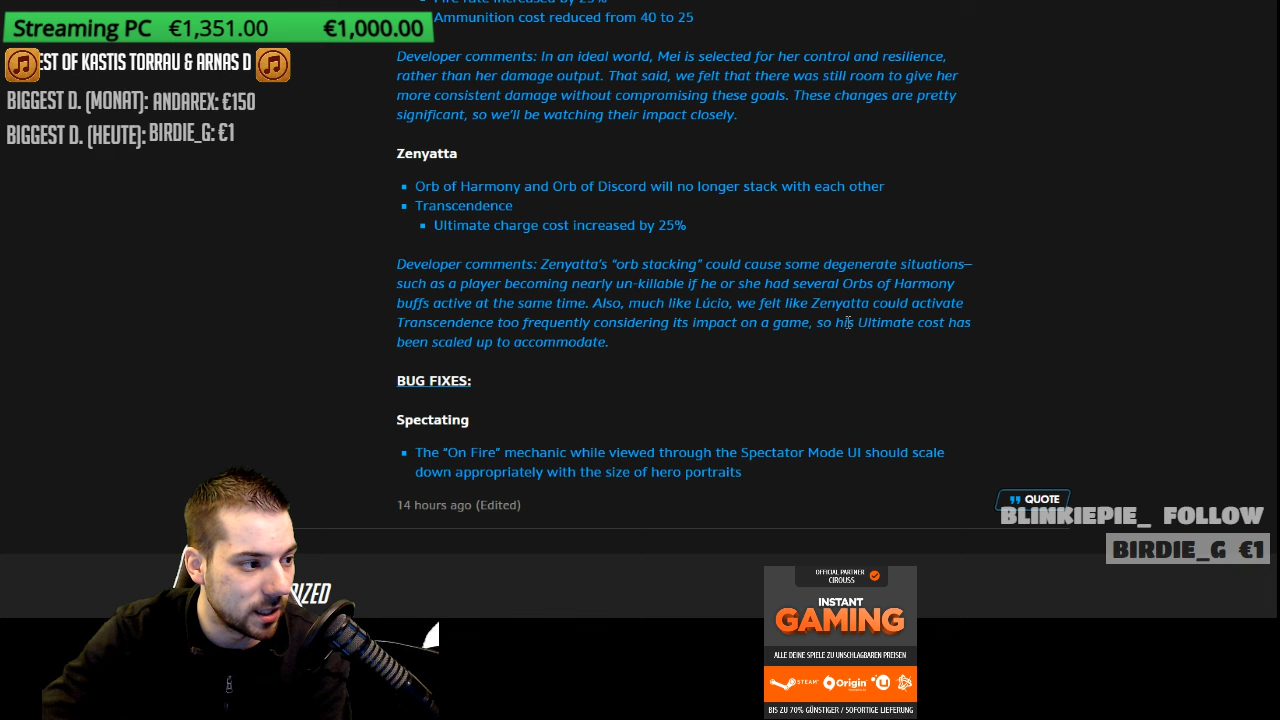 Streaming PC €1,351.00 €1,000.00
EST OF KASTIS TORRAU & ARNAS D
BIGGEST D. (MONAT): ANDAREX: €150
BIGGEST D. (HEUTE): BIRDIE_G: €1
Ammunition cost reduced from 40 to 25
Developer comments: In an ideal world, Mei is selected for her control and resilience,
rather than her damage output. That said, we felt that there was still room to give her
more consistent damage without compromising these goals. These changes are pretty
significant, so we'll be watching their impact closely.
Zenyatta
Orb of Harmony and Orb of Discord will no longer stack with each other
Transcendence
Ultimate charge cost increased by 25%
Developer comments: Zenyatta's “orb stacking” could cause some degenerate situations—
such as a player becoming nearly un-killable if he or she had several Orbs of Harmony
buffs active at the same time. Also, much like Lúcio, we felt like Zenyatta could activate
Transcendence too frequently considering its impact on a game, so his Ultimate cost has
been scaled up to accommodate.
BUG FIXES:
Spectating
The “On Fire” mechanic while viewed through the Spectator Mode UI should scale
down appropriately with the size of hero portraits
14 hours ago (Edited)
QUOTE
BLINKIEPIE_ FOLLOW
BIRDIE_G €1
OFFICIAL PARTNER
CIROUSS
INSTANT
GAMING
ALLE DEINE SPIELE ZU UNSCHLAGBAREN PREISEN
STEAM Origin
BIS ZU 70% GÜNSTIGER / SOFORTIGE LIEFERUNG